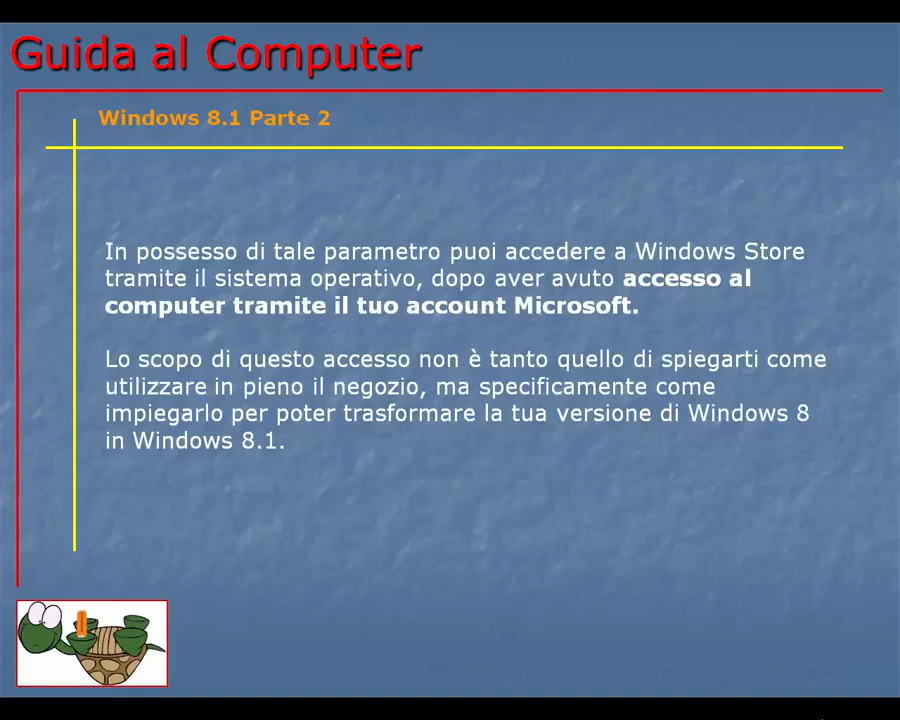 Guida al Computer
Windows 8.1 Parte 2
In possesso di tale parametro puoi accedere a Windows Store
tramite il sistema operativo, dopo aver avuto accesso al
computer tramite il tuo account Microsoft.
Lo scopo di questo accesso non è tanto quello di spiegarti come
utilizzare in pieno il negozio, ma specificamente come
impiegarlo per poter trasformare la tua versione di Windows 8
in Windows 8.1.